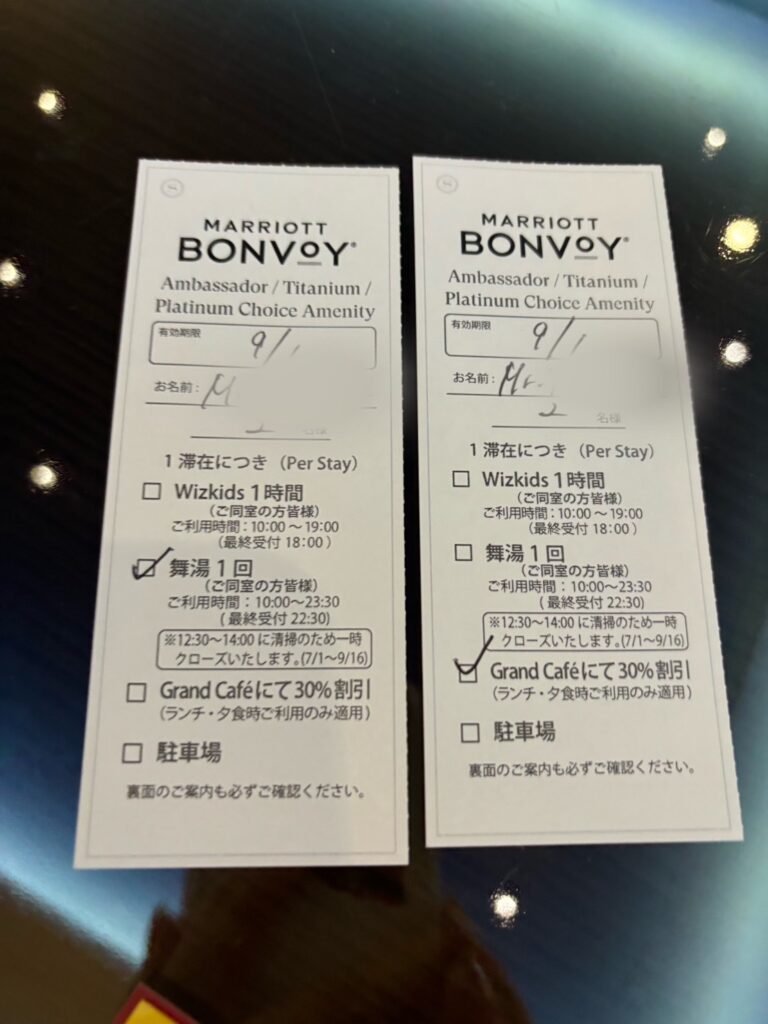 MARRIOTT
BONVOY®
Ambassador / Titanium /
Platinum Choice Amenity
有効期限
9/1
お名前:
2 名様
1 滞在につき (Per Stay)
Wizkids 1時間
(ご同室の方皆様)
ご利用時間:10:00 ~ 19:00
(最終受付 18:00 )
舞湯 1 回
(ご同室の方皆様)
ご利用時間:10:00~23:30
( 最終受付 22:30)
※12:30~14:00 に清掃のため一時
クローズいたします。(7/1~9/16)
Grand Caféにて 30% 割引
(ランチ・夕食時ご利用のみ適用)
駐車場
裏面のご案内も必ずご確認ください。
MARRIOTT
BONVOY®
Ambassador / Titanium /
Platinum Choice Amenity
有効期限
9/1
お名前: Mr.
2 名様
1 滞在につき (Per Stay)
Wizkids 1時間
(ご同室の方皆様)
ご利用時間:10:00 ~ 19:00
(最終受付 18:00 )
舞湯 1 回
(ご同室の方皆様)
ご利用時間:10:00~23:30
( 最終受付 22:30)
※12:30~14:00 に清掃のため一時
クローズいたします。(7/1~9/16)
Grand Caféにて 30% 割引
(ランチ・夕食時ご利用のみ適用)
駐車場
裏面のご案内も必ずご確認ください。